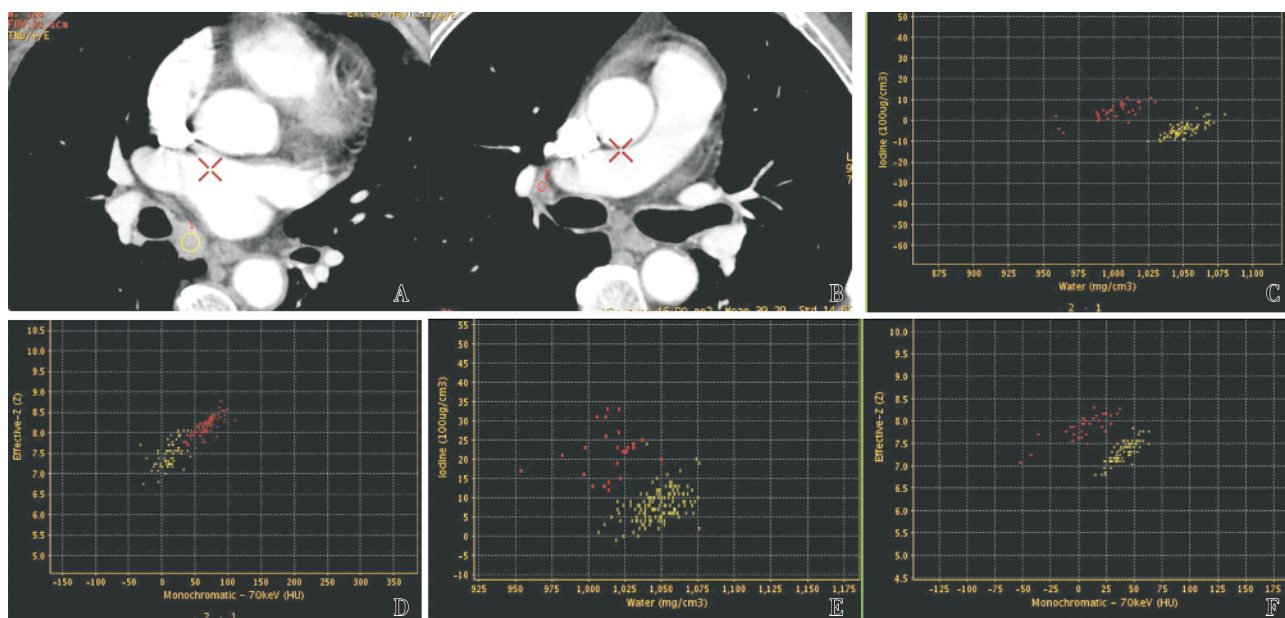 TND/+/E
1
A
2
B
50
40
30
20
10
0
-10
-20
-30
-40
-50
-60
Iodine (100ug/cm3)
875 900 925 950 975 1,000 1,025 1,050 1,075 1,100
Water (mg/cm3)
2 - 1
C
10.5
10.0
9.5
9.0
8.5
8.0
7.5
7.0
6.5
6.0
5.5
5.0
Effective-Z (Z)
-150 -100 -50 0 50 100 150 200 250 300 350
Monochromatic - 70keV (HU)
2 - 1
D
55
50
45
40
35
30
25
20
15
10
5
0
-5
-10
Iodine (100ug/cm3)
925 950 975 1,000 1,025 1,050 1,075 1,100 1,125 1,150 1,175
Water (mg/cm3)
E
10.0
9.5
9.0
8.5
8.0
7.5
7.0
6.5
6.0
5.5
5.0
4.5
Effective-Z (Z)
-125 -100 -75 -50 -25 0 25 50 75 100 125 150 175
Monochromatic - 70keV (HU)
F